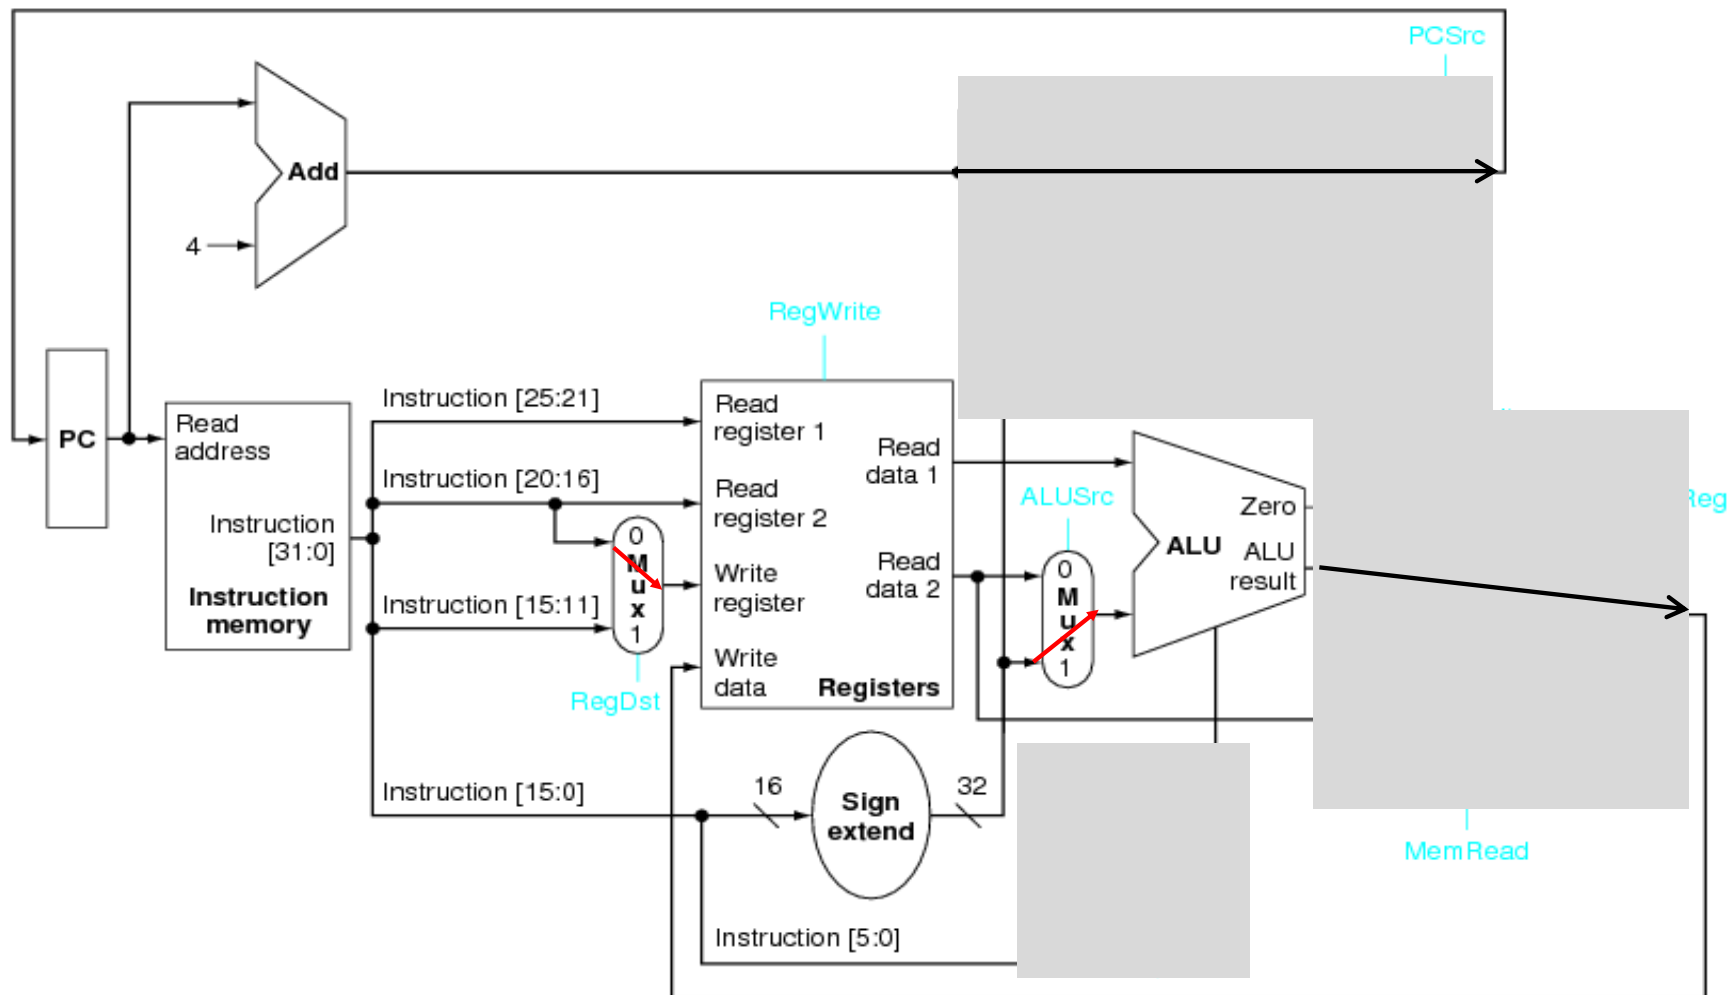 PCSrc
Add
4
RegWrite
PC
Read
address
Instruction
[31:0]
Instruction
memory
Instruction [25:21]
Instruction [20:16]
Instruction [15:11]
Instruction [15:0]
Instruction [5:0]
0
M
u
x
1
RegDst
Read
register 1
Read
register 2
Write
register
Write
data
Read
data 1
Read
data 2
Registers
16
Sign
extend
32
ALUSrc
0
M
u
x
1
Zero
ALU
ALU
result
Reg
MemRead